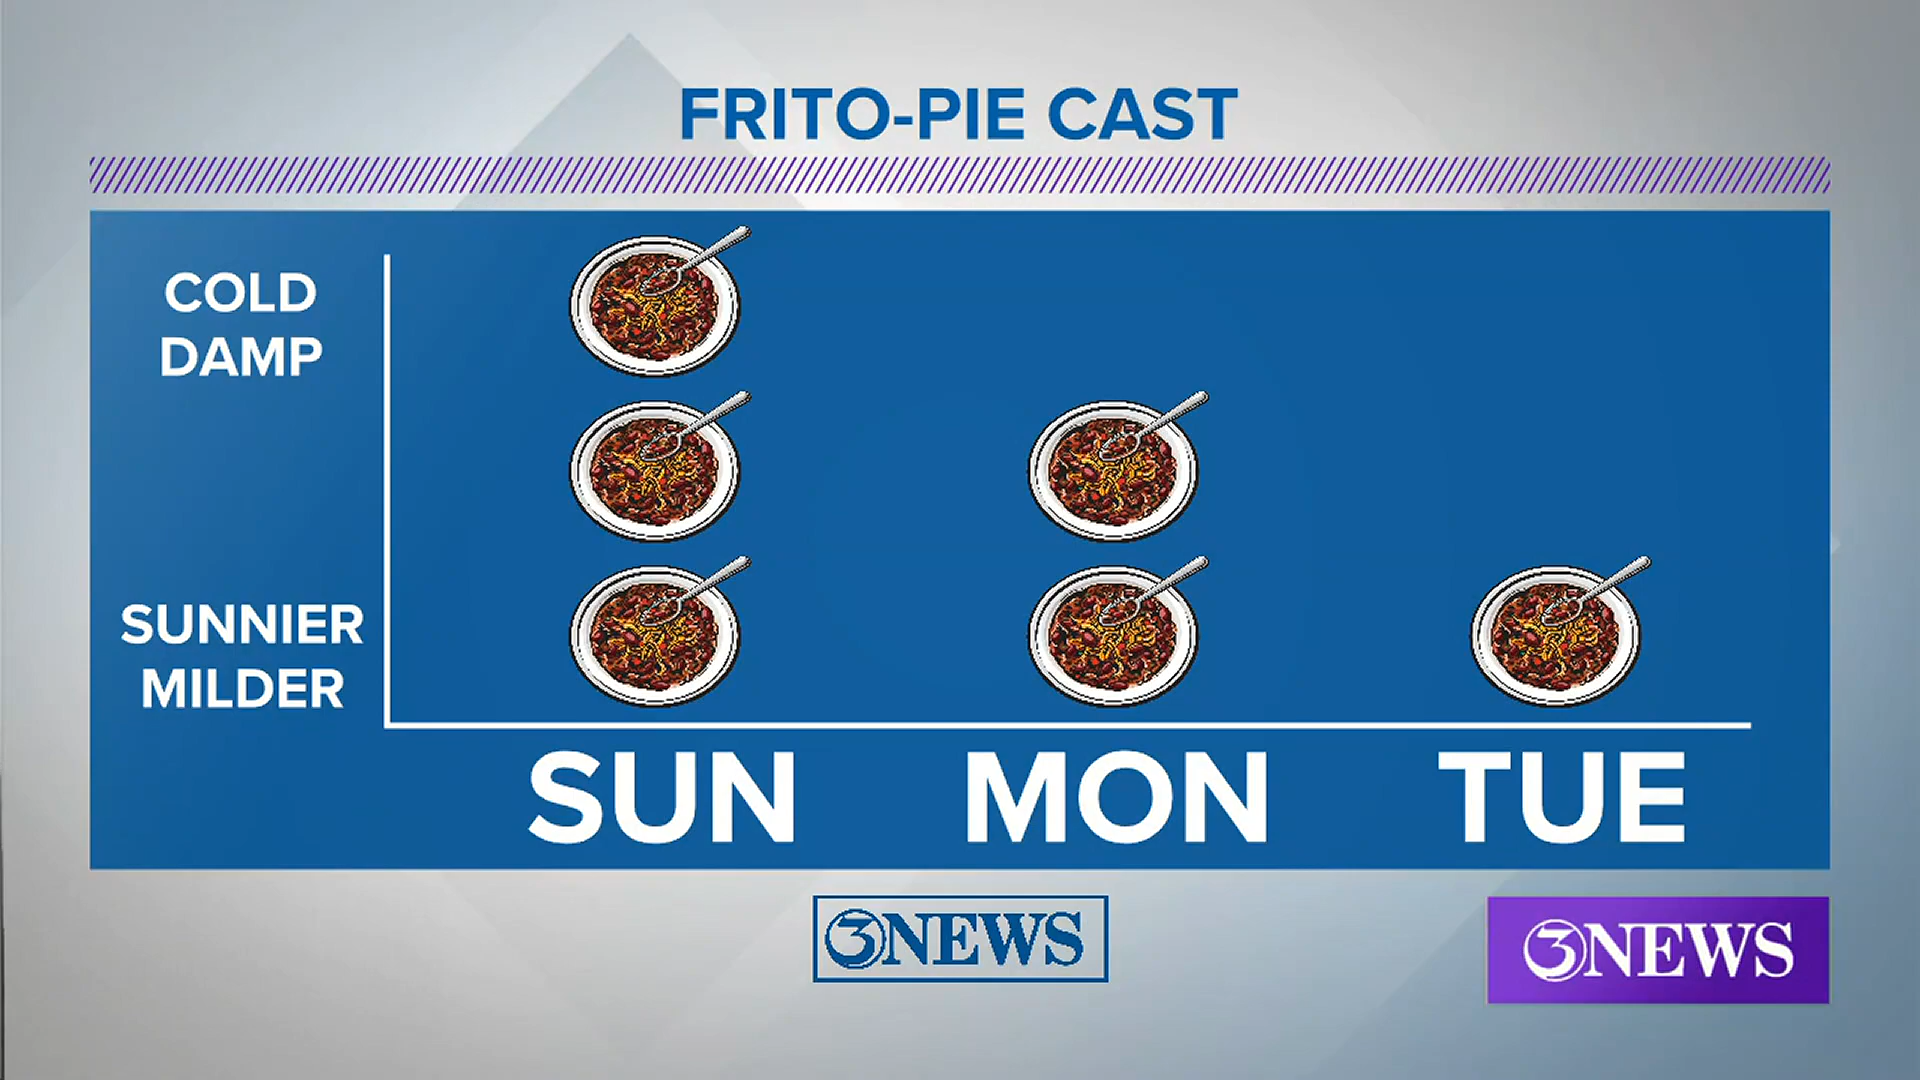 FRITO-PIE CAST
COLD
DAMP
SUNNIER
MILDER
SUN MON TUE
3NEWS
3NEWS